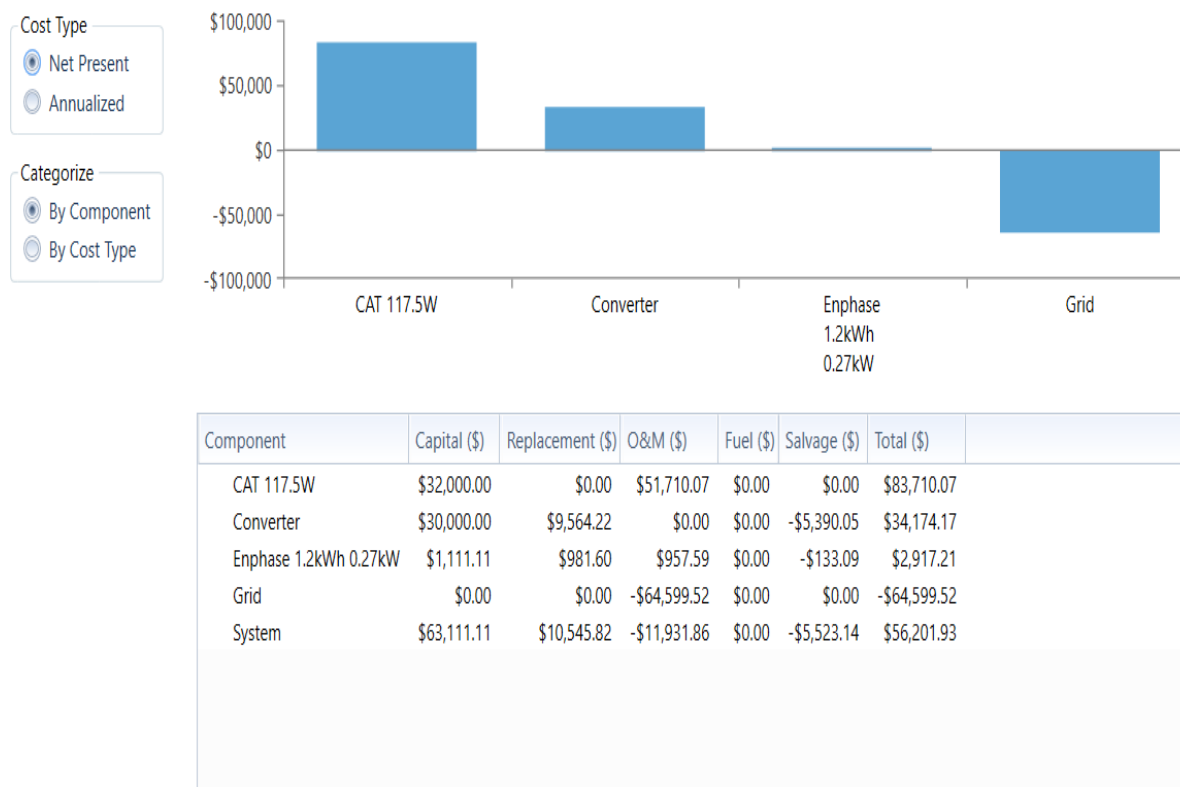 Cost Type
Net Present
Annualized
Categorize
By Component
By Cost Type
$100,000
$50,000
$0
-$50,000
-$100,000
CAT 117.5W Converter Enphase Grid
1.2kWh
0.27kW
Component Capital ($) Replacement ($) O&M ($) Fuel ($) Salvage ($) Total ($)
CAT 117.5W $32,000.00 $0.00 $51,710.07 $0.00 $0.00 $83,710.07
Converter $30,000.00 $9,564.22 $0.00 $0.00 -$5,390.05 $34,174.17
Enphase 1.2kWh 0.27kW $1,111.11 $981.60 $957.59 $0.00 -$133.09 $2,917.21
Grid $0.00 $0.00 -$64,599.52 $0.00 $0.00 -$64,599.52
System $63,111.11 $10,545.82 -$11,931.86 $0.00 -$5,523.14 $56,201.93